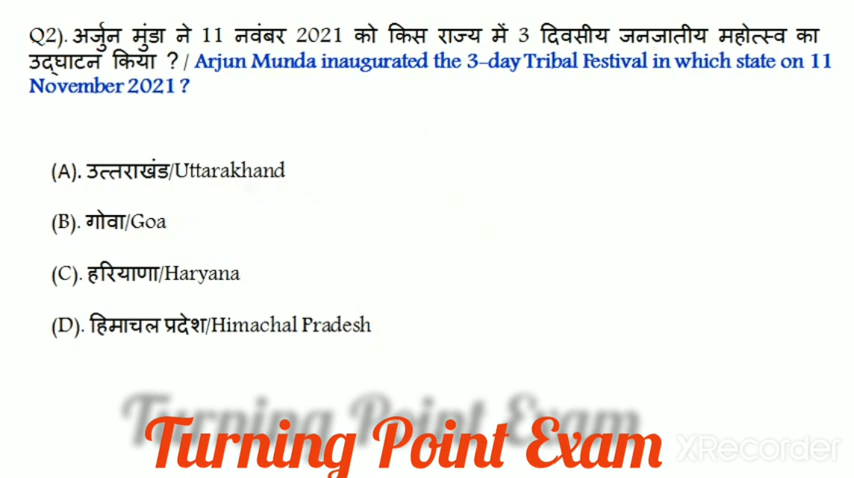 Q2). अर्जुन मुंडा ने 11 नवंबर 2021 को किस राज्य में 3 दिवसीय जनजातीय महोत्स्व का
उद्घाटन किया ? / Arjun Munda inaugurated the 3-day Tribal Festival in which state on 11
November 2021 ?
(A). उत्तराखंड/Uttarakhand
(B). गोवा/Goa
(C). हरियाणा/Haryana
(D). हिमाचल प्रदेश/Himachal Pradesh
Turning Point Exam
XRecorder